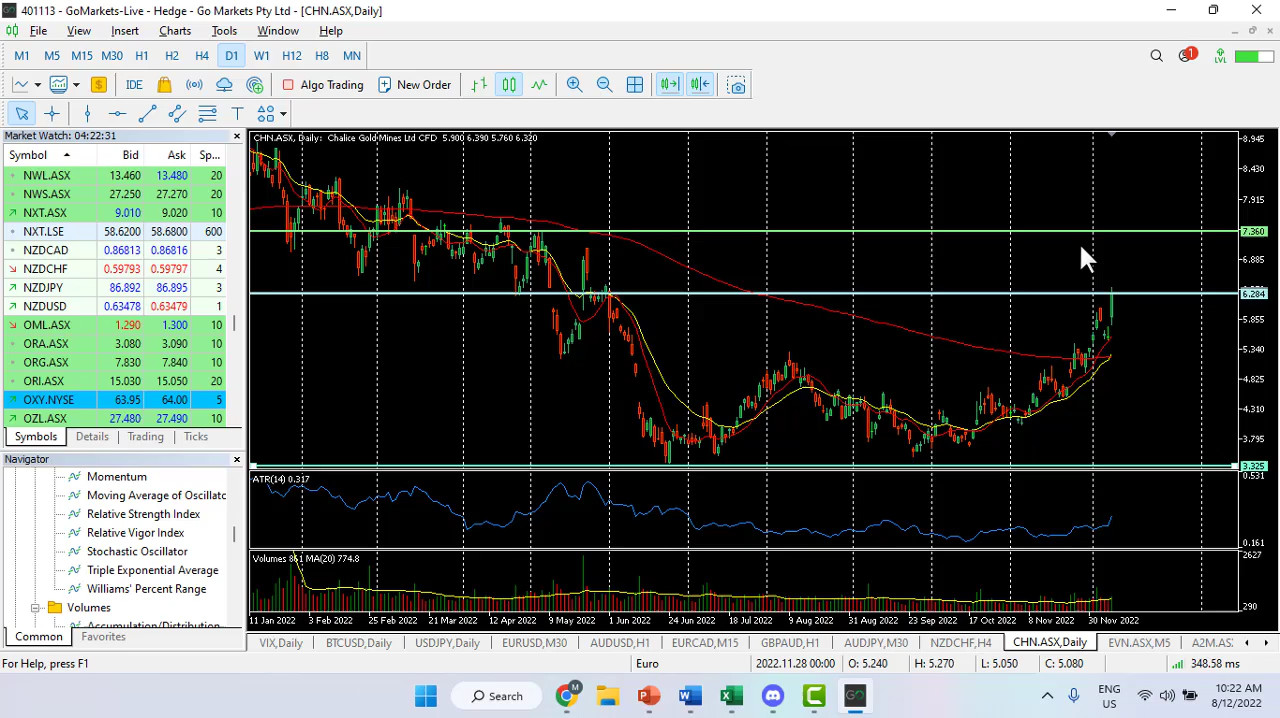 401113 - GoMarkets-Live - Hedge - Go Markets Pty Ltd - [CHN.ASX,Daily]
File View Insert Charts Tools Window Help
M1 M5 M15 M30 H1 H2 H4 D1 W1 H12 H8 MN 1 LVL
IDE Algo Trading New Order
Market Watch: 04:22:31
Symbol Bid Ask Sp...
NWL.ASX 13.460 13.480 20
NWS.ASX 27.250 27.270 20
NXT.ASX 9.010 9.020 10
NXT.LSE 58.6200 58.6800 600
NZDCAD 0.86813 0.86816 3
NZDCHF 0.59793 0.59797 4
NZDJPY 86.892 86.895 3
NZDUSD 0.63478 0.63479 1
OML.ASX 1.290 1.300 10
ORA.ASX 3.080 3.090 10
ORG.ASX 7.830 7.840 10
ORI.ASX 15.030 15.050 20
OXY.NYSE 63.95 64.00 5
OZL.ASX 27.480 27.490 10
Symbols Details Trading Ticks
Navigator
Momentum
Moving Average of Oscillato
Relative Strength Index
Relative Vigor Index
Stochastic Oscillator
Triple Exponential Average
Williams' Percent Range
Volumes
Accumulation/Distribution
Common Favorites
CHN.ASX, Daily: Chalice Gold Mines Ltd CFD 5.900 6.390 5.760 6.320
8.945
8.430
7.915
7.360
6.885
6.284
5.855
5.340
4.825
4.310
3.795
3.325
ATR(14) 0.317
0.531
0.161
Volumes 861 MA(20) 774.8
2627
290
11 Jan 2022 3 Feb 2022 25 Feb 2022 21 Mar 2022 12 Apr 2022 9 May 2022 1 Jun 2022 24 Jun 2022 18 Jul 2022 9 Aug 2022 31 Aug 2022 23 Sep 2022 17 Oct 2022 8 Nov 2022 30 Nov 2022
VIX,Daily BTCUSD,Daily USDJPY,Daily EURUSD,M30 AUDUSD,H1 EURCAD,M15 GBPAUD,H1 AUDJPY,M30 NZDCHF,H4 CHN.ASX,Daily EVN.ASX,M5 A2M.AS
For Help, press F1 Euro 2022.11.28 00:00 O: 5.240 H: 5.270 L: 5.050 C: 5.080 348.58 ms
Search M GO ENG US 10:22 AM 8/12/2022